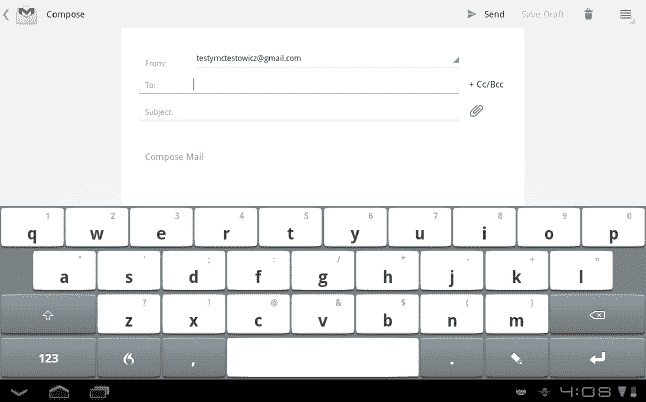 Compose
Send
Save Draft
From:
testymctestowicz@gmail.com
To:
+ Cc/Bcc
Subject:
Compose Mail
1 2 3 4 5 6 7 8 9 0
q w e r t y u i o p
" ' : ; / * - + =
a s d f g h j k l
? ! @ & $ ( )
z x c v b n m
123 , .
4:08